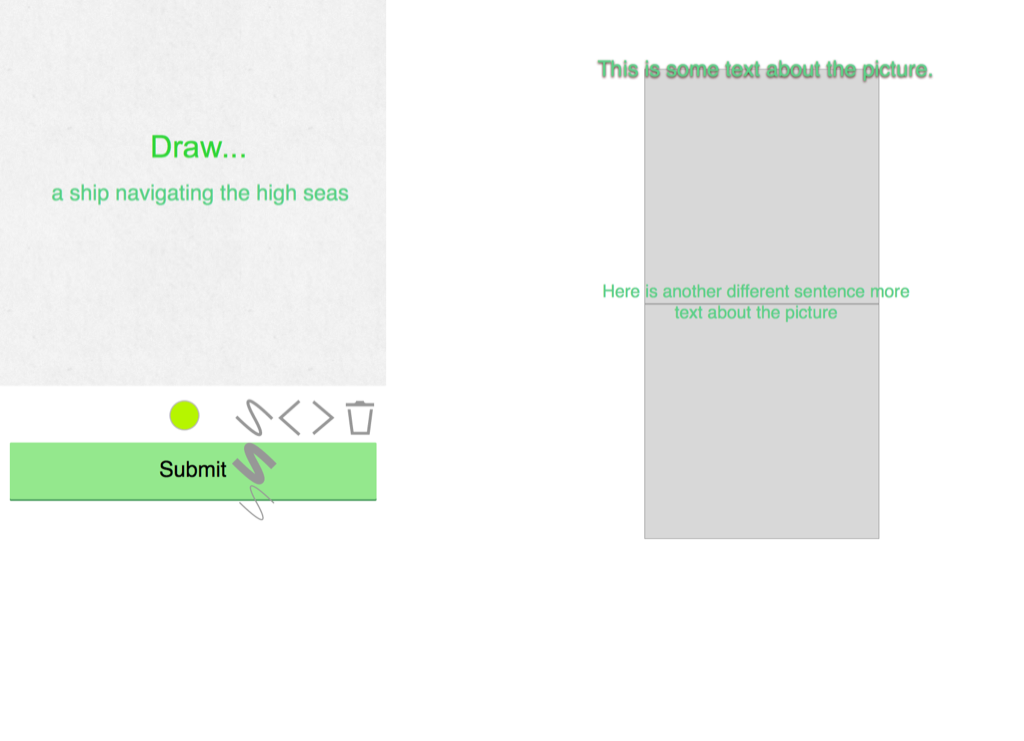 Draw...
a ship navigating the high seas
Submit
This is some text about the picture.
Here is another different sentence more
text about the picture